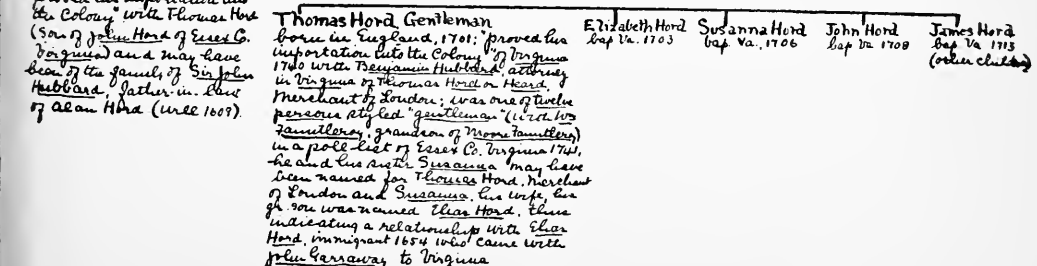 the Colony" with Thomas Hord
(son of John Hord of Essex Co.
Virginia) and may have
been of the family of Sir John
Hubbard, father-in-law
of Alan Hord (will 1609).
Thomas Hord Gentleman
born in England, 1701; "proved his
importation into the Colony" of Virginia
1740 with Benjamin Hubbard, attorney
in Virginia of Thomas Hord or Heard,
Merchant of London; was one of twelve
persons styled "gentleman" (with Wm
Fauntleroy, grandson of Moore Fauntleroy)
in a poll-list of Essex Co. Virginia 1741,
he and his sister Susanna may have
been named for Thomas Hord, Merchant
of London and Susanna, his wife, his
gr. son was named Elias Hord, thus
indicating a relationship with Elias
Hord, immigrant 1654 who came with
John Garraway to Virginia
Elizabeth Hord
bap Va. 1703
Susanna Hord
bap. Va. 1706
John Hord
bap Va 1708
James Hord
bap. Va. 1713
(other children)